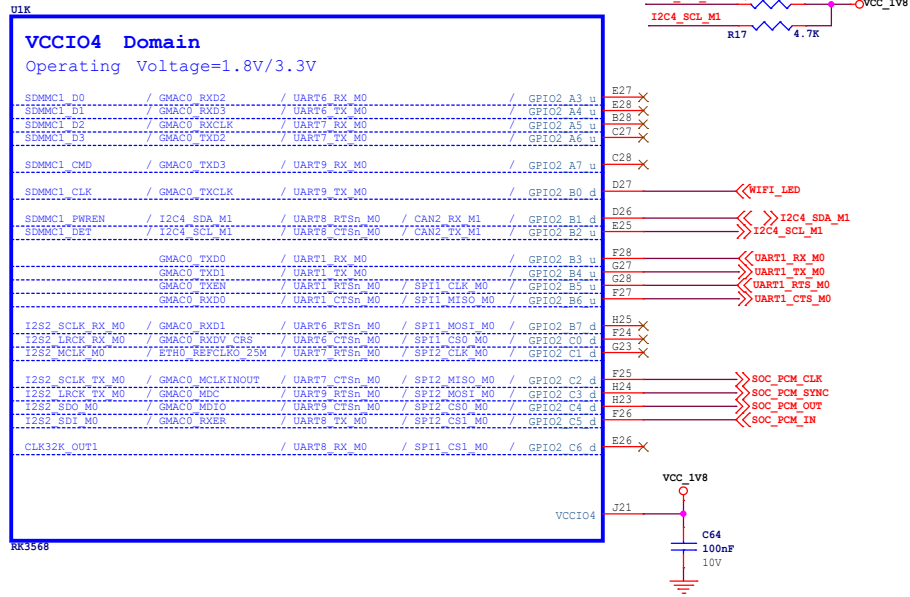 U1K
VCC_1V8
I2C4_SCL_M1
R17 4.7K
VCCIO4 Domain
Operating Voltage=1.8V/3.3V
SDMMC1_D0 / GMAC0_RXD2 / UART6_RX_M0 / GPIO2_A3_u E27
SDMMC1_D1 / GMAC0_RXD3 / UART6_TX_M0 / GPIO2_A4_u E28
SDMMC1_D2 / GMAC0_RXCLK / UART7_RX_M0 / GPIO2_A5_u B28
SDMMC1_D3 / GMAC0_TXD2 / UART7_TX_M0 / GPIO2_A6_u C27
SDMMC1_CMD / GMAC0_TXD3 / UART9_RX_M0 / GPIO2_A7_u C28
SDMMC1_CLK / GMAC0_TXCLK / UART9_TX_M0 / GPIO2_B0_d D27 WIFI_LED
SDMMC1_PWREN / I2C4_SDA_M1 / UART8_RTSn_M0 / CAN2_RX_M1 / GPIO2_B1_d D26 I2C4_SDA_M1
SDMMC1_DET / I2C4_SCL_M1 / UART8_CTSn_M0 / CAN2_TX_M1 / GPIO2_B2_u E25 I2C4_SCL_M1
GMAC0_TXD0 / UART1_RX_M0 / GPIO2_B3_u F28 UART1_RX_M0
GMAC0_TXD1 / UART1_TX_M0 / GPIO2_B4_u G27 UART1_TX_M0
GMAC0_TXEN / UART1_RTSn_M0 / SPI1_CLK_M0 / GPIO2_B5_u G28 UART1_RTS_M0
GMAC0_RXD0 / UART1_CTSn_M0 / SPI1_MISO_M0 / GPIO2_B6_u F27 UART1_CTS_M0
I2S2_SCLK_RX_M0 / GMAC0_RXD1 / UART6_RTSn_M0 / SPI1_MOSI_M0 / GPIO2_B7_d H25
I2S2_LRCK_RX_M0 / GMAC0_RXDV_CRS / UART6_CTSn_M0 / SPI1_CS0_M0 / GPIO2_C0_d F24
I2S2_MCLK_M0 / ETH0_REFCLKO_25M / UART7_RTSn_M0 / SPI2_CLK_M0 / GPIO2_C1_d G23
I2S2_SCLK_TX_M0 / GMAC0_MCLKINOUT / UART7_CTSn_M0 / SPI2_MISO_M0 / GPIO2_C2_d F25 SOC_PCM_CLK
I2S2_LRCK_TX_M0 / GMAC0_MDC / UART9_RTSn_M0 / SPI2_MOSI_M0 / GPIO2_C3_d H24 SOC_PCM_SYNC
I2S2_SDO_M0 / GMAC0_MDIO / UART9_CTSn_M0 / SPI2_CS0_M0 / GPIO2_C4_d H23 SOC_PCM_OUT
I2S2_SDI_M0 / GMAC0_RXER / UART8_TX_M0 / SPI2_CS1_M0 / GPIO2_C5_d F26 SOC_PCM_IN
CLK32K_OUT1 / UART8_RX_M0 / SPI1_CS1_M0 / GPIO2_C6_d E26
VCC_1V8
VCCIO4 J21
C64
100nF
10V
RK3568